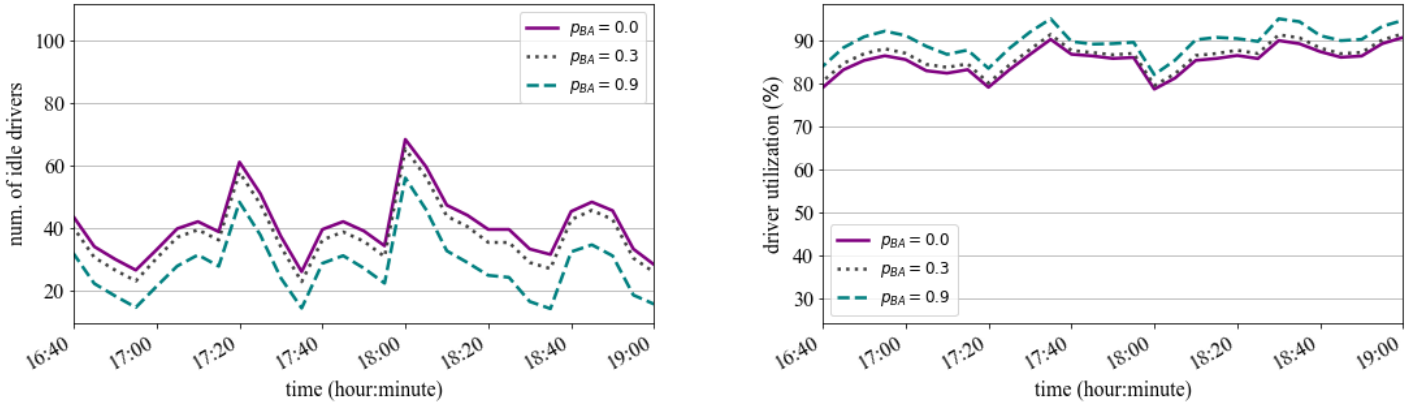 num. of idle drivers
100
80
60
40
20
p_BA = 0.0
p_BA = 0.3
p_BA = 0.9
16:40
17:00
17:20
17:40
18:00
18:20
18:40
19:00
time (hour:minute)
driver utilization (%)
90
80
70
60
50
40
30
p_BA = 0.0
p_BA = 0.3
p_BA = 0.9
16:40
17:00
17:20
17:40
18:00
18:20
18:40
19:00
time (hour:minute)